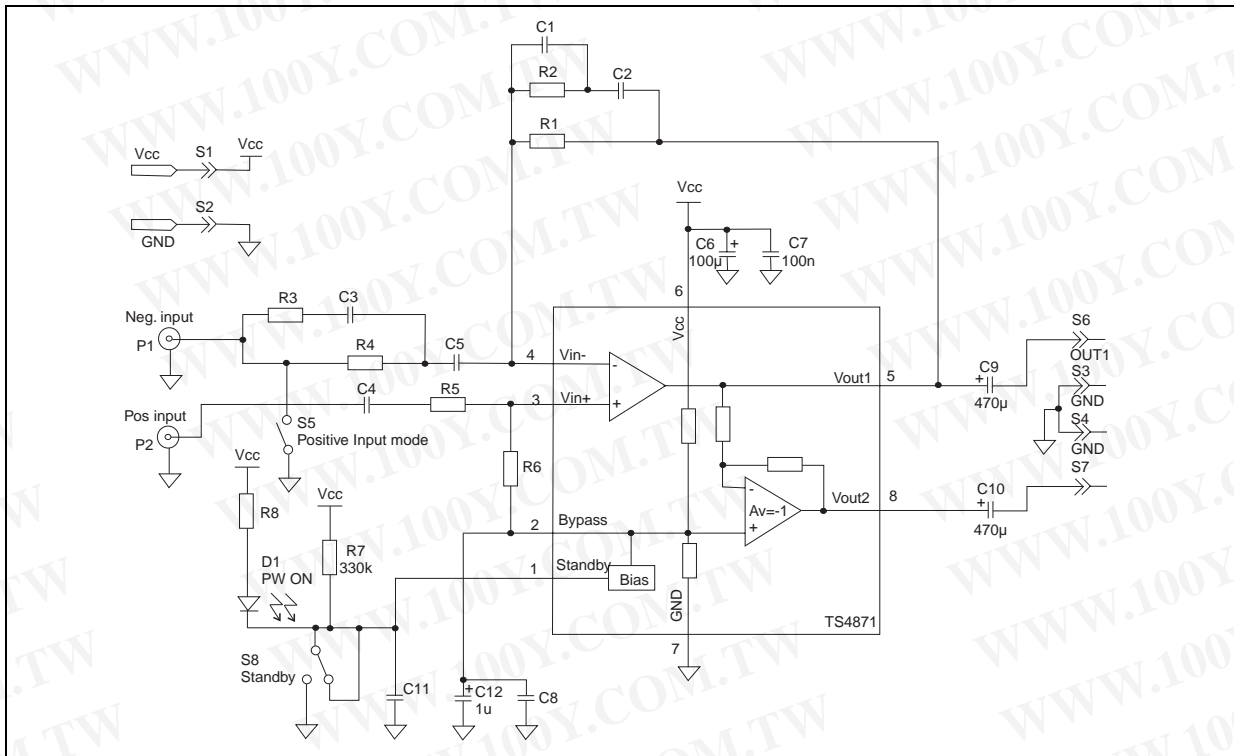 C1
R2
C2
R1
Vcc
S1
Vcc
S2
GND
Vcc
C6
+
100µ
C7
100n
6
Neg. input
P1
R3
C3
R4
C5
4
Vin-
-
Vcc
Vout1
5
S6
OUT1
C9
+
470µ
S3
GND
S4
GND
Pos input
P2
C4
R5
3
Vin+
+
S5
Positive Input mode
R6
S7
C10
+
470µ
8
Vout2
-
Av=-1
+
Vcc
R8
Vcc
R7
330k
2
Bypass
D1
PW ON
1
Standby
Bias
GND
TS4871
7
S8
Standby
C11
+
C12
1u
C8
WWW.100Y.COM.TW